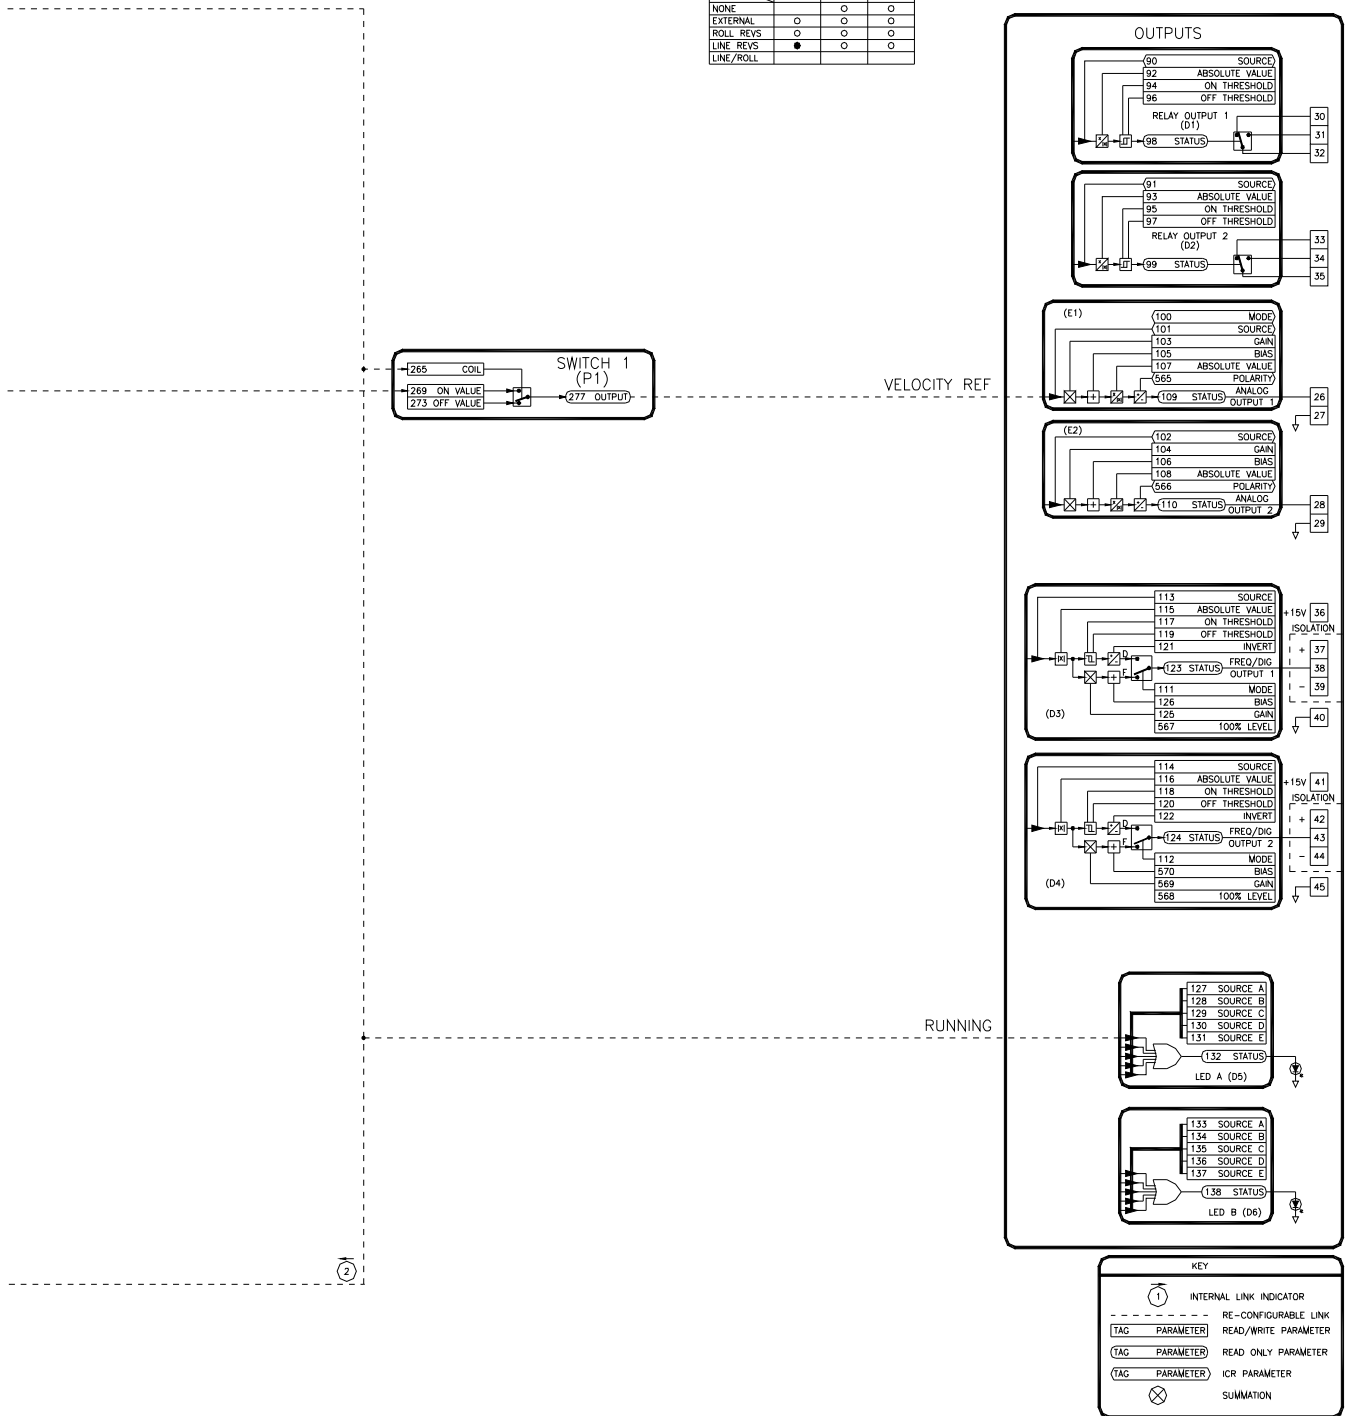 NONE
EXTERNAL
ROLL REVS
LINE REVS
LINE/ROLL
OUTPUTS
90 SOURCE
92 ABSOLUTE VALUE
94 ON THRESHOLD
96 OFF THRESHOLD
RELAY OUTPUT 1
(D1)
98 STATUS
30
31
32
91 SOURCE
93 ABSOLUTE VALUE
95 ON THRESHOLD
97 OFF THRESHOLD
RELAY OUTPUT 2
(D2)
99 STATUS
33
34
35
SWITCH 1
(P1)
265 COIL
269 ON VALUE
273 OFF VALUE
277 OUTPUT
VELOCITY REF
(E1)
100 MODE
101 SOURCE
103 GAIN
105 BIAS
107 ABSOLUTE VALUE
565 POLARITY
109 STATUS
ANALOG
OUTPUT 1
26
27
(E2)
102 SOURCE
104 GAIN
106 BIAS
108 ABSOLUTE VALUE
566 POLARITY
110 STATUS
ANALOG
OUTPUT 2
28
29
113 SOURCE
115 ABSOLUTE VALUE
117 ON THRESHOLD
119 OFF THRESHOLD
121 INVERT
D
F
123 STATUS
FREQ/DIG
OUTPUT 1
111 MODE
126 BIAS
125 GAIN
567 100% LEVEL
(D3)
+15V 36
ISOLATION
+ 37
38
- 39
40
114 SOURCE
116 ABSOLUTE VALUE
118 ON THRESHOLD
120 OFF THRESHOLD
122 INVERT
D
F
124 STATUS
FREQ/DIG
OUTPUT 2
112 MODE
570 BIAS
569 GAIN
568 100% LEVEL
(D4)
+15V 41
ISOLATION
+ 42
43
- 44
45
RUNNING
127 SOURCE A
128 SOURCE B
129 SOURCE C
130 SOURCE D
131 SOURCE E
132 STATUS
LED A (D5)
133 SOURCE A
134 SOURCE B
135 SOURCE C
136 SOURCE D
137 SOURCE E
138 STATUS
LED B (D6)
2
KEY
1 INTERNAL LINK INDICATOR
RE-CONFIGURABLE LINK
TAG PARAMETER READ/WRITE PARAMETER
TAG PARAMETER READ ONLY PARAMETER
TAG PARAMETER ICR PARAMETER
SUMMATION